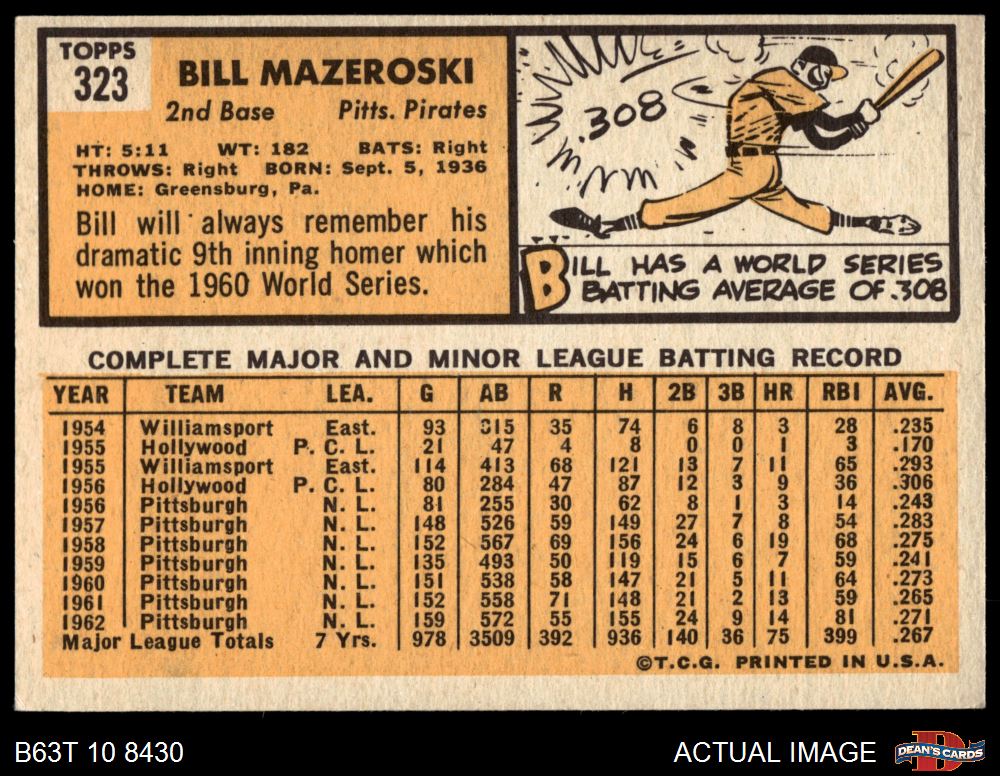 TOPPS
323
BILL MAZEROSKI
2nd Base Pitts. Pirates
HT: 5:11 WT: 182 BATS: Right
THROWS: Right BORN: Sept. 5, 1936
HOME: Greensburg, Pa.
Bill will always remember his
dramatic 9th inning homer which
won the 1960 World Series.
.308
BILL HAS A WORLD SERIES
BATTING AVERAGE OF .308
COMPLETE MAJOR AND MINOR LEAGUE BATTING RECORD
YEAR TEAM LEA. G AB R H 2B 3B HR RBI AVG.
1954 Williamsport East. 93 315 35 74 6 8 3 28 .235
1955 Hollywood P. C. L. 21 47 4 8 0 0 1 3 .170
1955 Williamsport East. 114 413 68 121 13 7 11 65 .293
1956 Hollywood P. C. L. 80 284 47 87 12 3 9 36 .306
1956 Pittsburgh N. L. 81 255 30 62 8 1 3 14 .243
1957 Pittsburgh N. L. 148 526 59 149 27 7 8 54 .283
1958 Pittsburgh N. L. 152 567 69 156 24 6 19 68 .275
1959 Pittsburgh N. L. 135 493 50 119 15 6 7 59 .241
1960 Pittsburgh N. L. 151 538 58 147 21 5 11 64 .273
1961 Pittsburgh N. L. 152 558 71 148 21 2 13 59 .265
1962 Pittsburgh N. L. 159 572 55 155 24 9 14 81 .271
Major League Totals 7 Yrs. 978 3509 392 936 140 36 75 399 .267
©T.C.G. PRINTED IN U.S.A.
B63T 10 8430 ACTUAL IMAGE DEAN'S CARDS